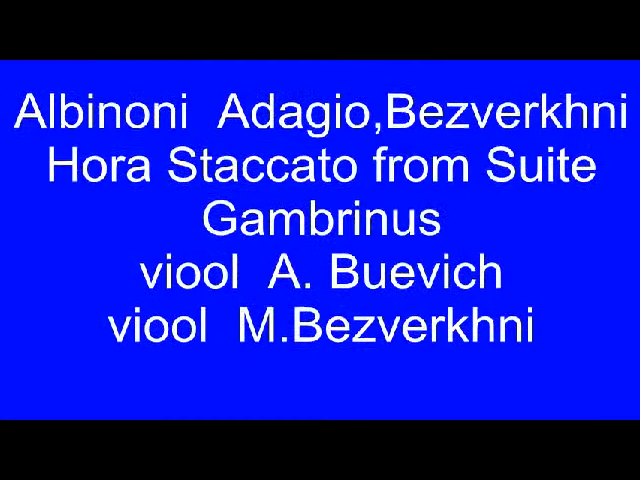 Albinoni  Adagio,Bezverkhni
Hora Staccato from Suite
Gambrinus
viool  A. Buevich
viool  M.Bezverkhni